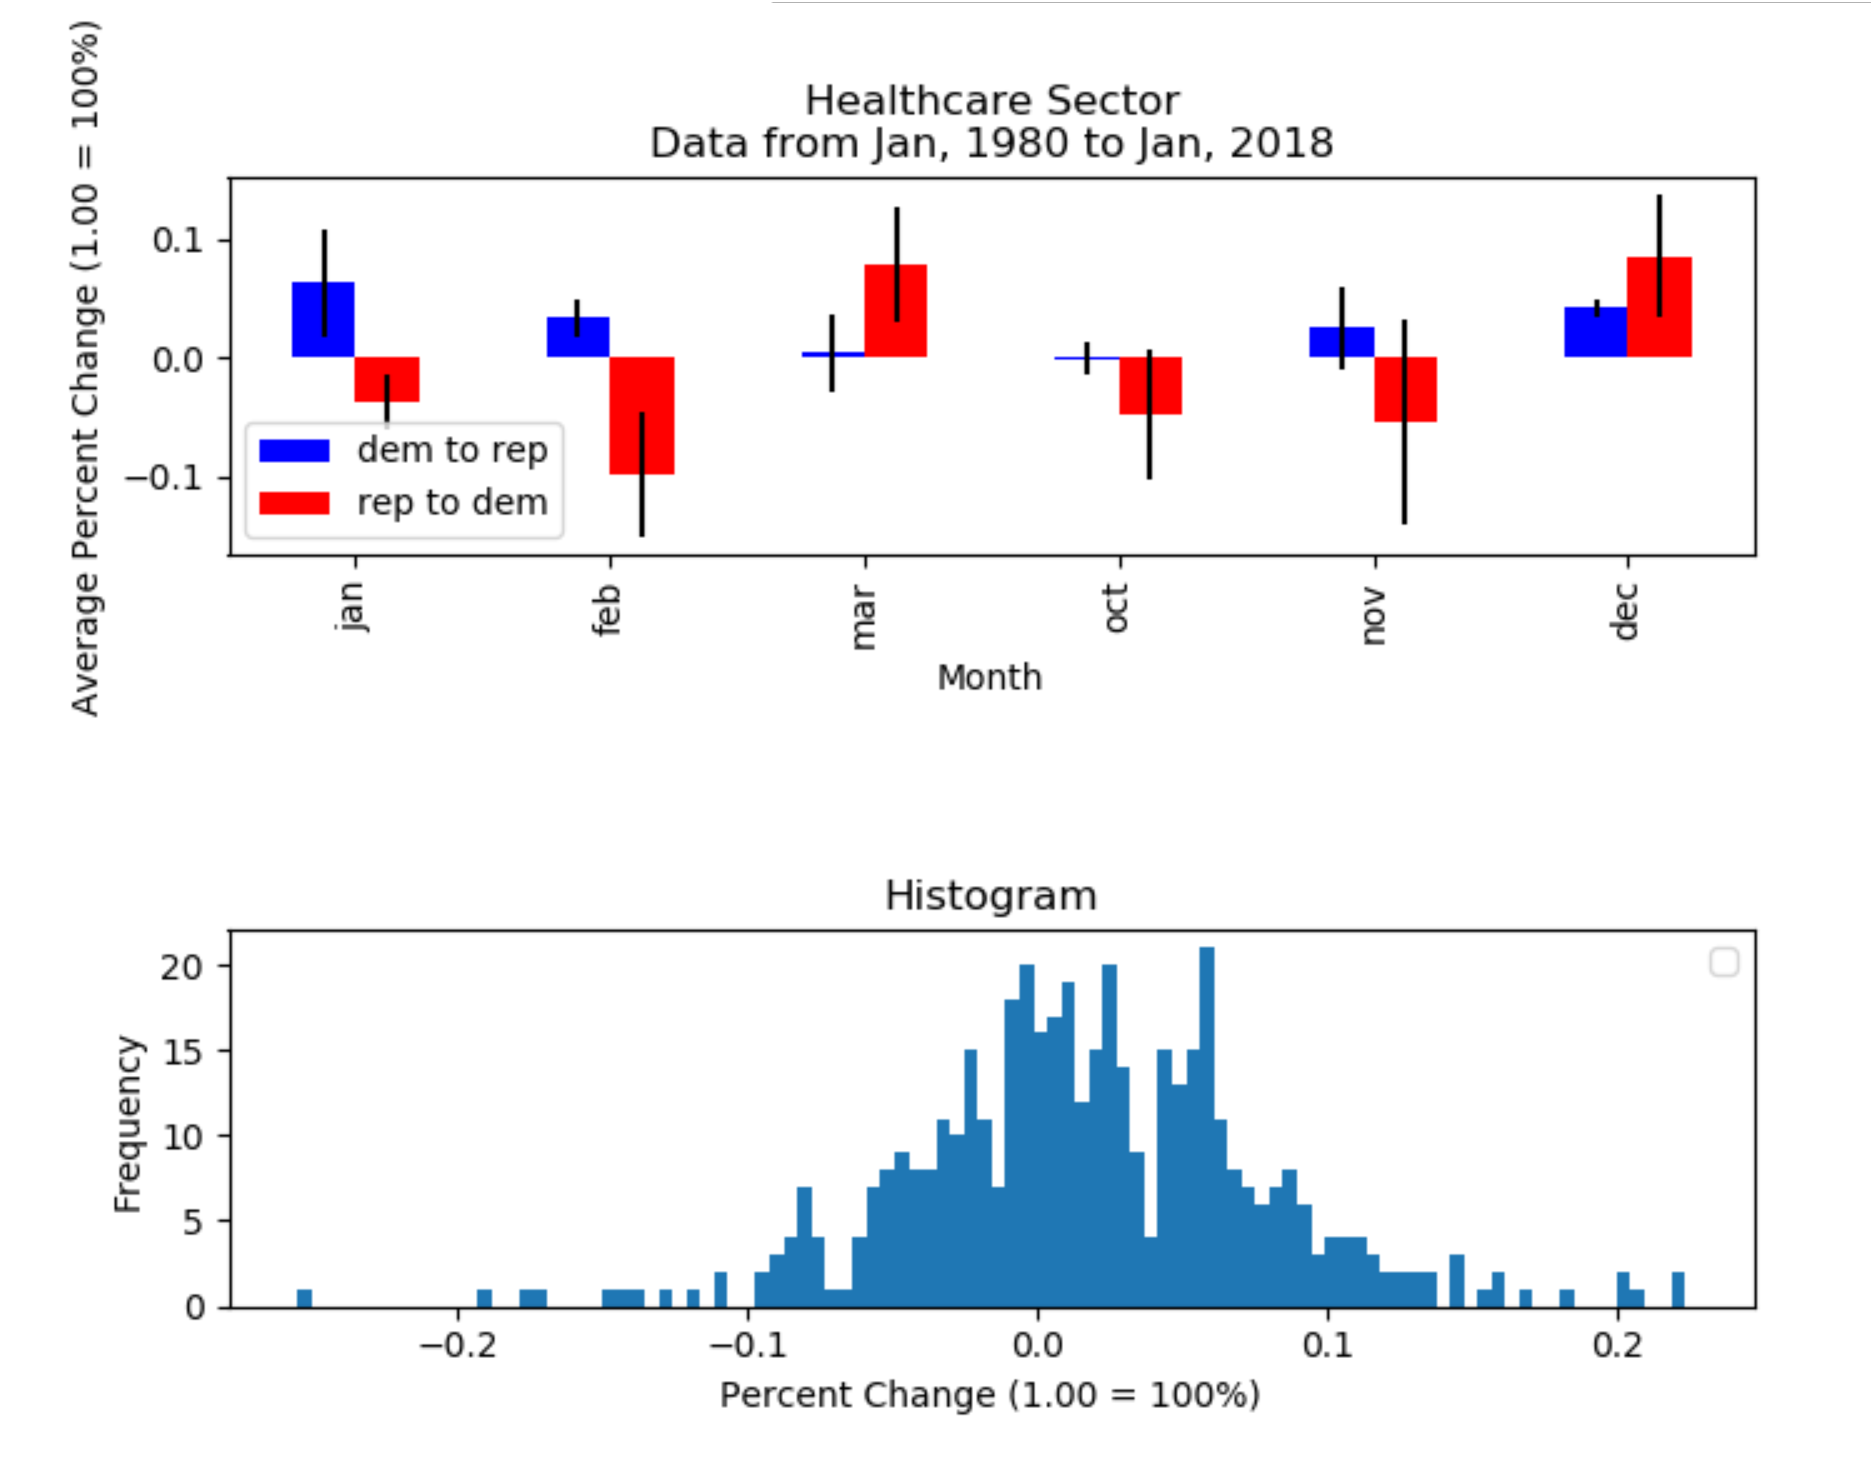 Healthcare Sector
Data from Jan, 1980 to Jan, 2018
Average Percent Change (1.00 = 100%)
0.1
0.0
−0.1
dem to rep
rep to dem
jan
feb
mar
oct
nov
dec
Month
Histogram
Frequency
20
15
10
5
0
−0.2
−0.1
0.0
0.1
0.2
Percent Change (1.00 = 100%)